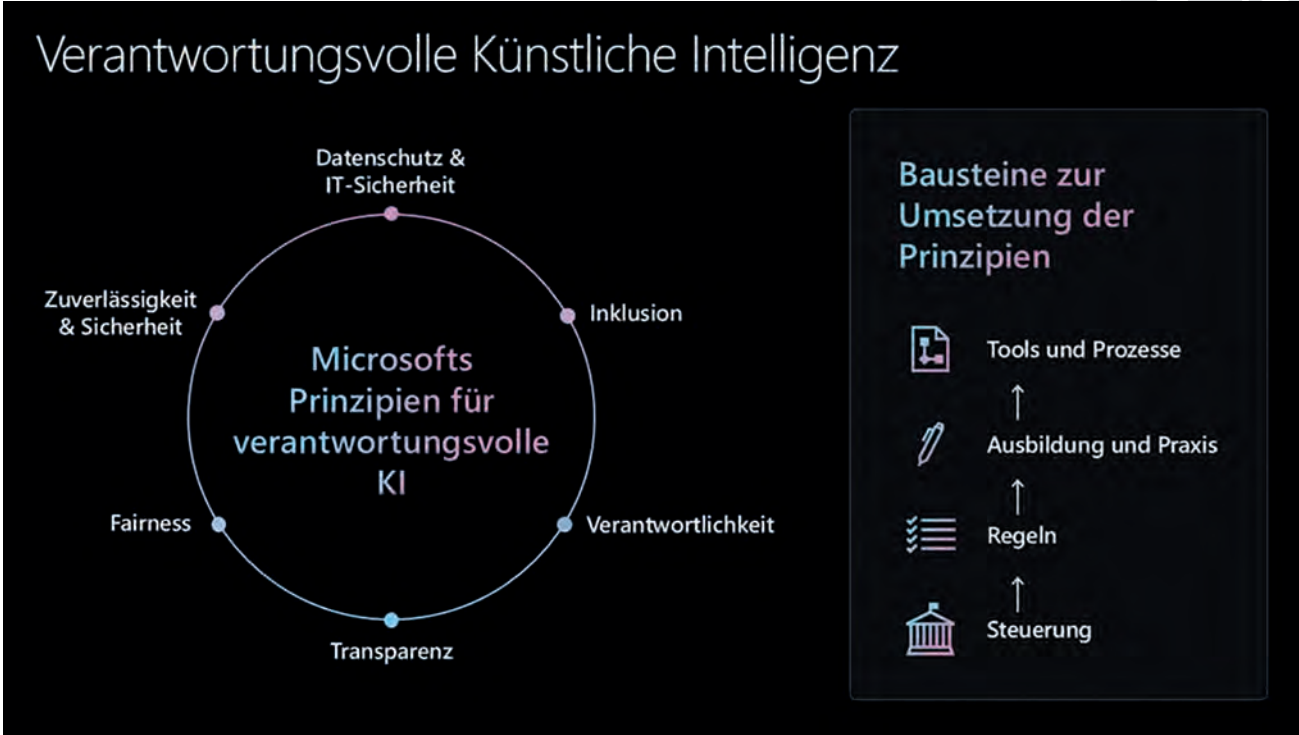 Verantwortungsvolle Künstliche Intelligenz
Datenschutz &
IT-Sicherheit
Zuverlässigkeit
& Sicherheit
Inklusion
Microsofts
Prinzipien für
verantwortungsvolle
KI
Fairness
Verantwortlichkeit
Transparenz
Bausteine zur
Umsetzung der
Prinzipien
Tools und Prozesse
Ausbildung und Praxis
Regeln
Steuerung